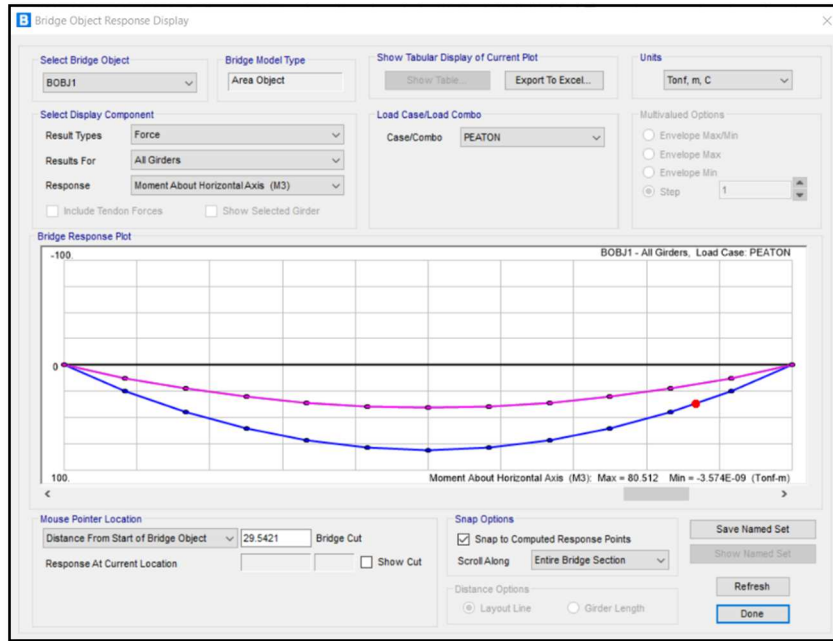 B Bridge Object Response Display
Select Bridge Object
BOBJ1
Bridge Model Type
Area Object
Show Tabular Display of Current Plot
Show Table...
Export To Excel...
Units
Tonf, m, C
Select Display Component
Result Types Force
Results For All Girders
Response Moment About Horizontal Axis (M3)
Include Tendon Forces Show Selected Girder
Load Case/Load Combo
Case/Combo PEATON
Multivalued Options
Envelope Max/Min
Envelope Max
Envelope Min
Step 1
Bridge Response Plot
-100.
BOBJ1 - All Girders, Load Case: PEATON
0
100.
Moment About Horizontal Axis (M3): Max = 80.512 Min = -3.574E-09 (Tonf-m)
Mouse Pointer Location
Distance From Start of Bridge Object 29.5421 Bridge Cut
Response At Current Location Show Cut
Snap Options
Snap to Computed Response Points
Scroll Along Entire Bridge Section
Distance Options
Layout Line Girder Length
Save Named Set
Show Named Set
Refresh
Done